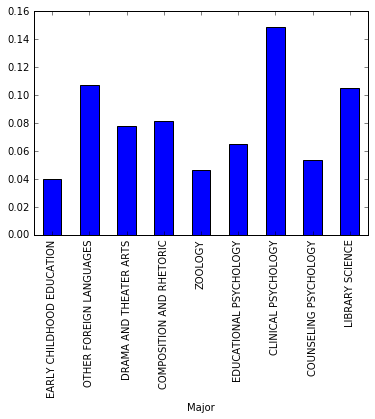 0.16
0.14
0.12
0.10
0.08
0.06
0.04
0.02
0.00
EARLY CHILDHOOD EDUCATION
OTHER FOREIGN LANGUAGES
DRAMA AND THEATER ARTS
COMPOSITION AND RHETORIC
ZOOLOGY
EDUCATIONAL PSYCHOLOGY
CLINICAL PSYCHOLOGY
COUNSELING PSYCHOLOGY
LIBRARY SCIENCE
Major